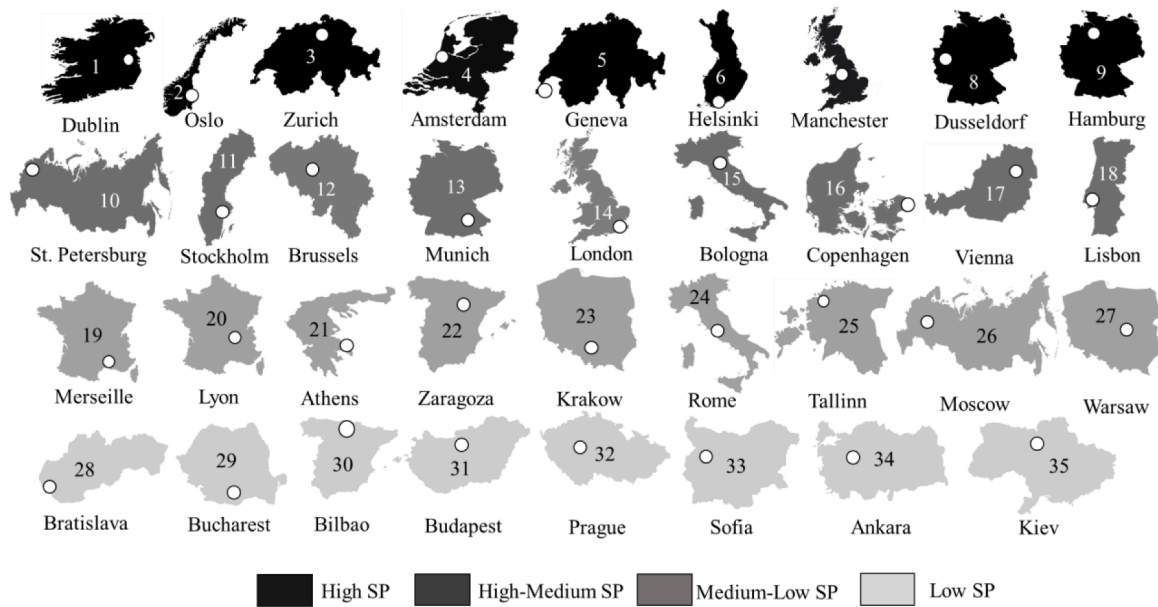 1 2 3 4 5 6 7 8 9
Dublin Oslo Zurich Amsterdam Geneva Helsinki Manchester Dusseldorf Hamburg
10 11 12 13 14 15 16 17 18
St. Petersburg Stockholm Brussels Munich London Bologna Copenhagen Vienna Lisbon
19 20 21 22 23 24 25 26 27
Merseille Lyon Athens Zaragoza Krakow Rome Tallinn Moscow Warsaw
28 29 30 31 32 33 34 35
Bratislava Bucharest Bilbao Budapest Prague Sofia Ankara Kiev
High SP High-Medium SP Medium-Low SP Low SP